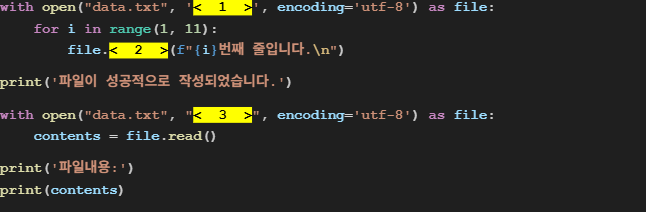 with open("data.txt", '< 1 >', encoding='utf-8') as file:
    for i in range(1, 11):
        file.< 2 >(f"{i}번째 줄입니다.\n")
print('파일이 성공적으로 작성되었습니다.')
with open("data.txt", "< 3 >", encoding='utf-8') as file:
    contents = file.read()
print('파일내용:')
print(contents)